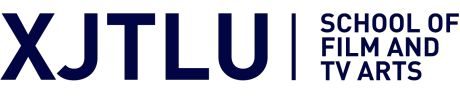 XJTLU
SCHOOL OF
FILM AND
TV ARTS